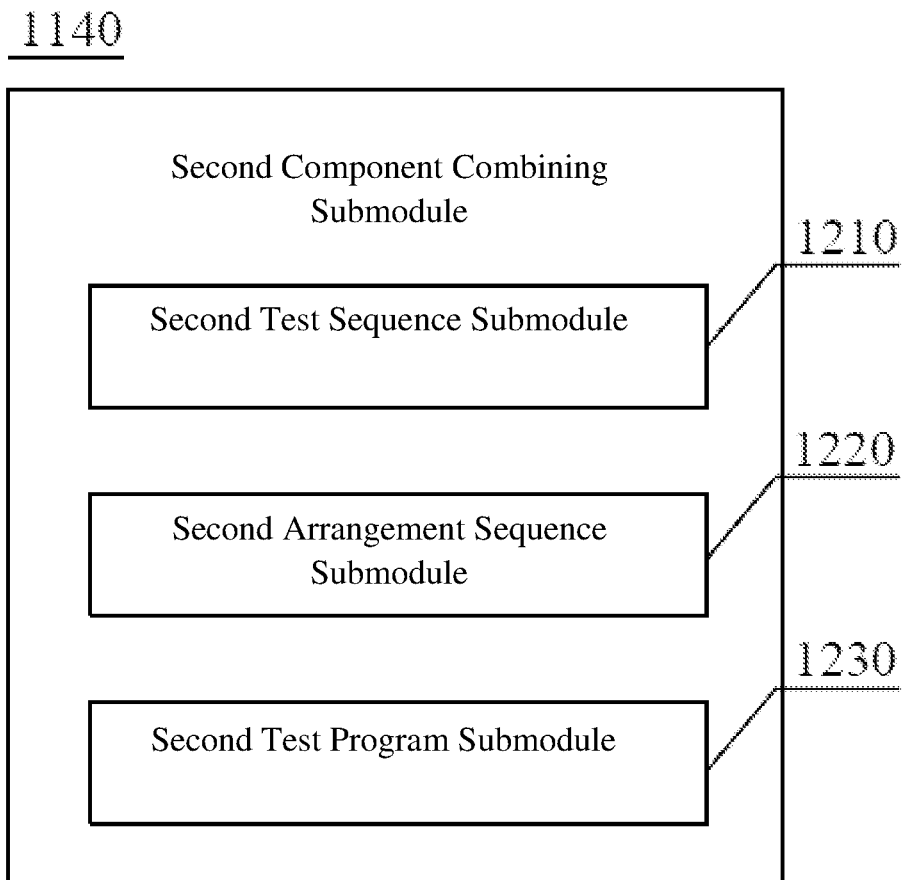 1140
Second Component Combining
Submodule
1210
Second Test Sequence Submodule
1220
Second Arrangement Sequence
Submodule
1230
Second Test Program Submodule